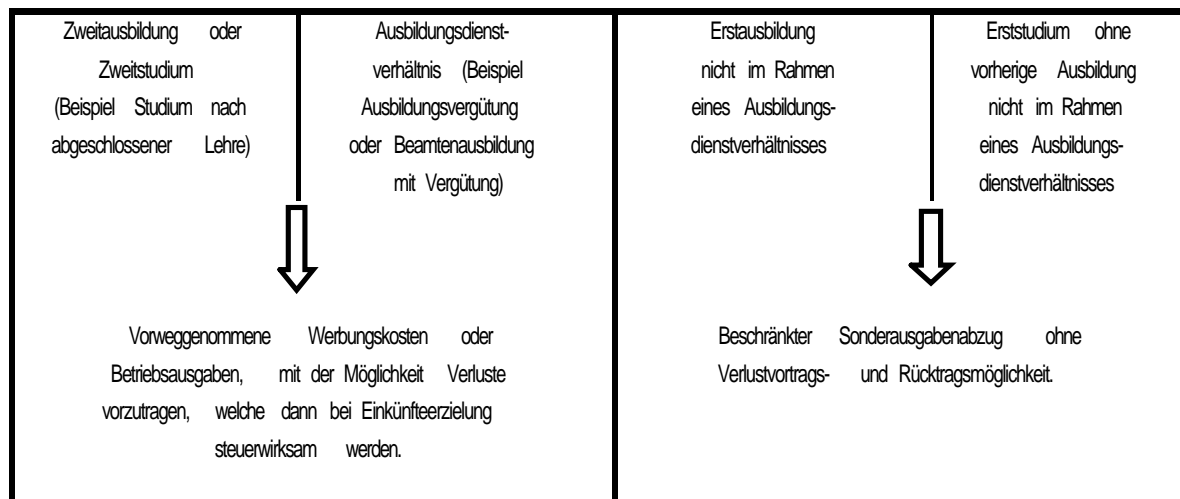 Zweitausbildung oder
Zweitstudium
(Beispiel Studium nach
abgeschlossener Lehre)
Ausbildungsdienst-
verhältnis (Beispiel
Ausbildungsvergütung
oder Beamtenausbildung
mit Vergütung)
Vorweggenommene Werbungskosten oder
Betriebsausgaben, mit der Möglichkeit Verluste
vorzutragen, welche dann bei Einkünfteerzielung
steuerwirksam werden.
Erstausbildung
nicht im Rahmen
eines Ausbildungs-
dienstverhältnisses
Erststudium ohne
vorherige Ausbildung
nicht im Rahmen
eines Ausbildungs-
dienstverhältnisses
Beschränkter Sonderausgabenabzug ohne
Verlustvortrags- und Rücktragsmöglichkeit.